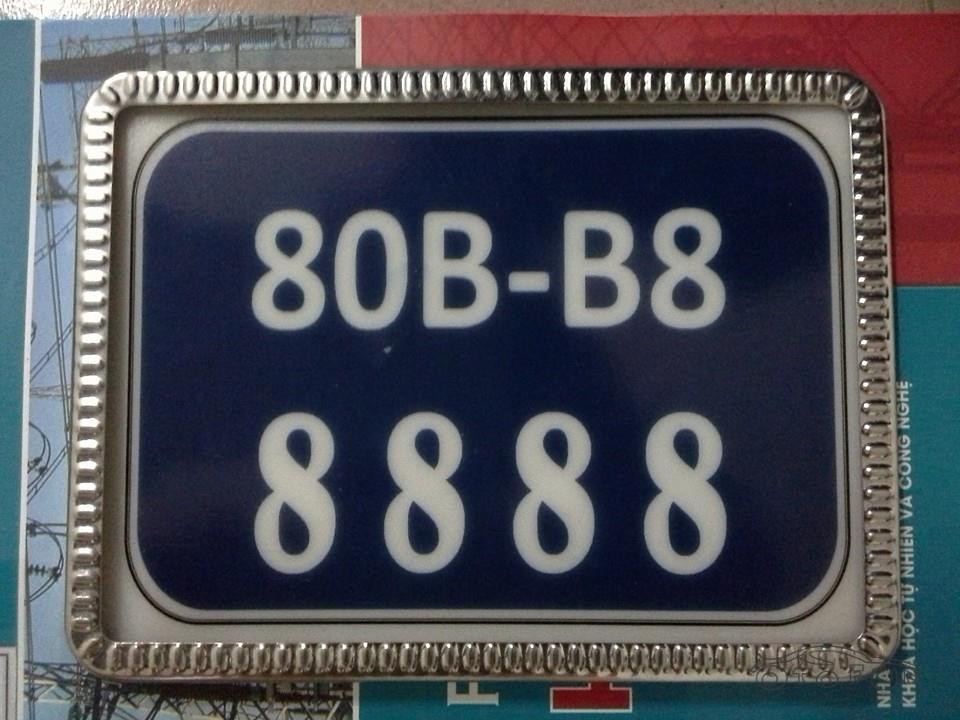 80B-B8
8888
NHÀ
KHOA HỌC TỰ NHIÊN VÀ CÔNG NGHỆ